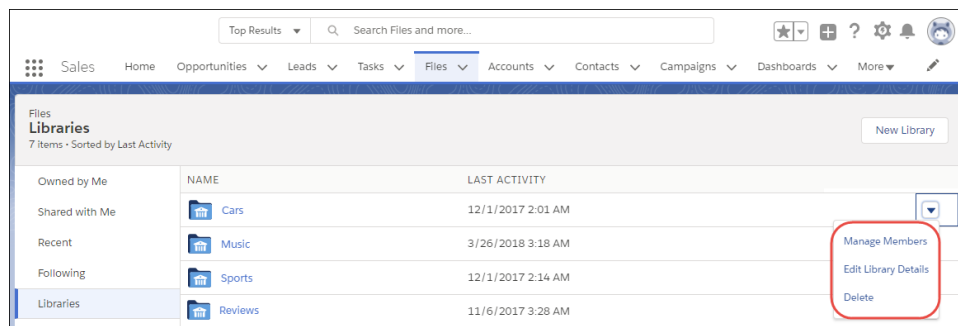 Top Results Search Files and more...
Sales Home Opportunities Leads Tasks Files Accounts Contacts Campaigns Dashboards More
Files
Libraries
7 items • Sorted by Last Activity
New Library
Owned by Me
Shared with Me
Recent
Following
Libraries
NAME LAST ACTIVITY
Cars 12/1/2017 2:01 AM
Music 3/26/2018 3:18 AM
Sports 12/1/2017 2:14 AM
Reviews 11/6/2017 3:28 AM
Manage Members
Edit Library Details
Delete